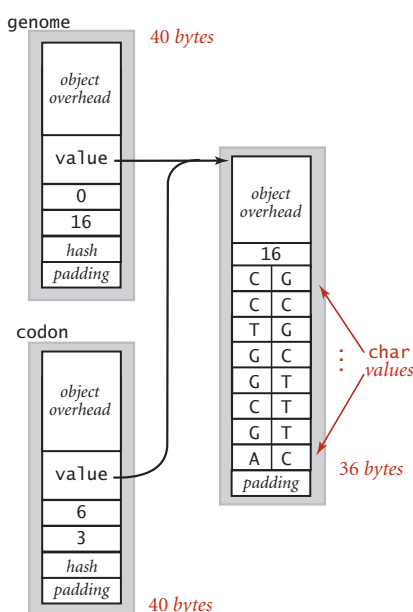 genome
40 bytes
object
overhead
value
0
16
hash
padding
object
overhead
16
C G
C C
T G
G C
G T
C T
G T
A C
padding
char
values
36 bytes
codon
object
overhead
value
6
3
hash
padding
40 bytes